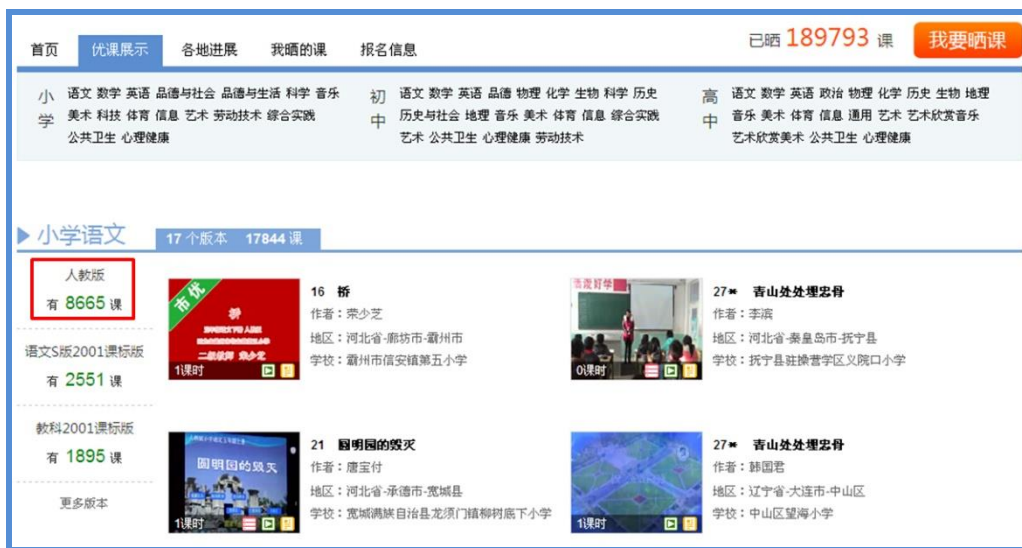 首页 优课展示 各地进展 我晒的课 报名信息 已晒 189793 课 我要晒课
小学
语文 数学 英语 品德与社会 品德与生活 科学 音乐
美术 科技 体育 信息 艺术 劳动技术 综合实践
公共卫生 心理健康
初中
语文 数学 英语 品德 物理 化学 生物 科学 历史
历史与社会 地理 音乐 美术 体育 信息 综合实践
艺术 公共卫生 心理健康 劳动技术
高中
语文 数学 英语 政治 物理 化学 历史 生物 地理
音乐 美术 体育 信息 通用 艺术 艺术欣赏音乐
艺术欣赏美术 公共卫生 心理健康
小学语文 17 个版本 17844 课
人教版
有 8665 课
语文S版2001课标版
有 2551 课
教科2001课标版
有 1895 课
更多版本
市优
桥
1课时
16 桥
作者：荣少芝
地区：河北省-廊坊市-霸州市
学校：霸州市信安镇第五小学
0课时
27* 青山处处埋忠骨
作者：李滨
地区：河北省-秦皇岛市-抚宁县
学校：抚宁县驻操营学区义院口小学
圆明园的毁灭
1课时
21 圆明园的毁灭
作者：唐宝付
地区：河北省-承德市-宽城县
学校：宽城满族自治县龙须门镇柳树底下小学
1课时
27* 青山处处埋忠骨
作者：韩国君
地区：辽宁省-大连市-中山区
学校：中山区望海小学